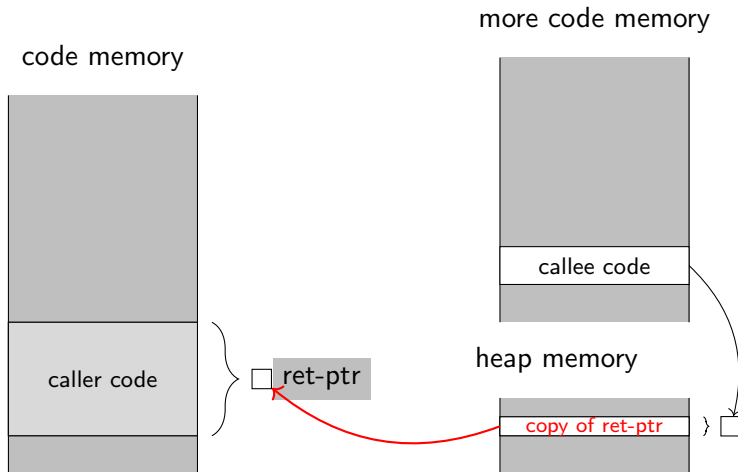 more code memory
code memory
callee code
heap memory
ret-ptr
caller code
copy of ret-ptr